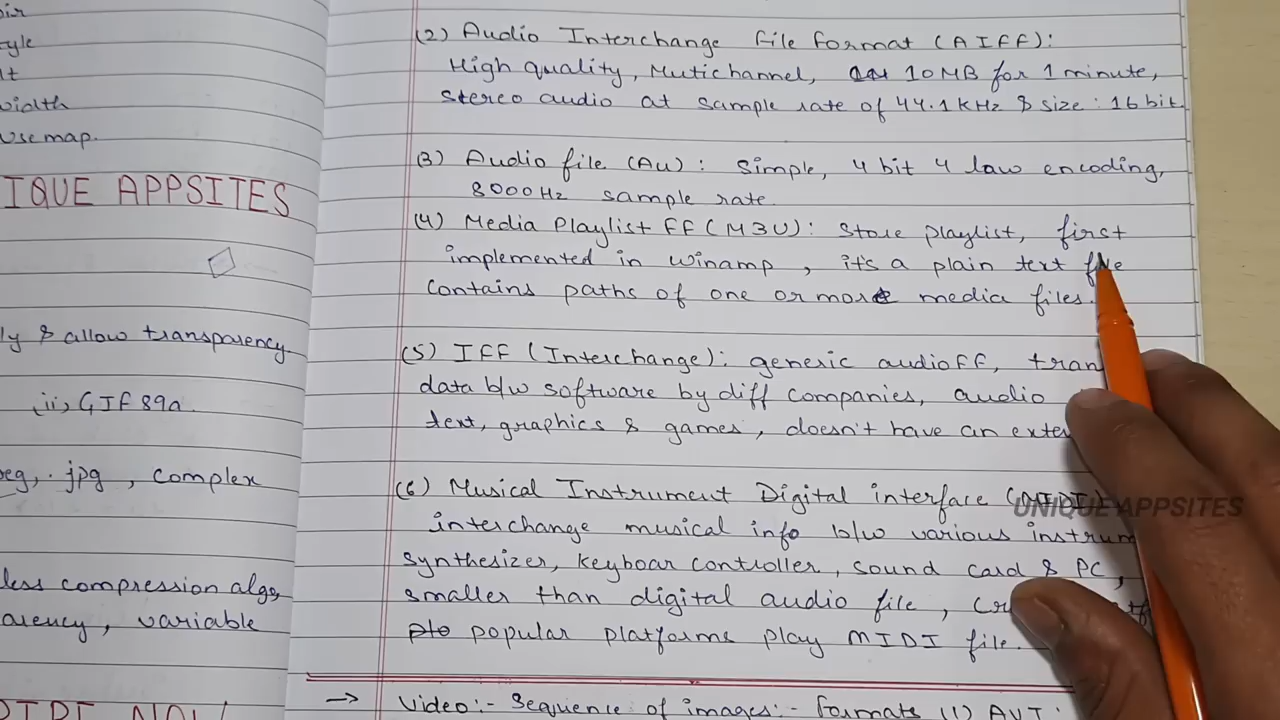 yle
width
Usemap.
IQUE APPSITES
ly & allow transparency
(ii) GIF89a
eg, .jpg, complex
less compression algo,
arency, variable
(2) Audio Interchange File Format (AIFF):
High quality, Mutichannel, 10MB for 1 minute,
stereo audio at sample rate of 44.1 kHz & size: 16 bit
(3) Audio file (Au): Simple, 4 bit 4 law encoding,
8000Hz sample rate.
(4) Media Playlist FF (M3U): Store playlist, first
implemented in winamp, it's a plain text file
contains paths of one or more media files.
(5) IFF (Interchange): generic audio FF, tran
data b/w software by diff companies, audio
text, graphics & games, doesn't have an exte
(6) Musical Instrument Digital interface (MIDI)
interchange musical info b/w various instrum
synthesizer, keyboar controller, sound card & PC,
smaller than digital audio file,
popular platforms play MIDI file.
→ Video:- Sequence of images:- Formats (1) AVI:
UNIQUE APPSITES